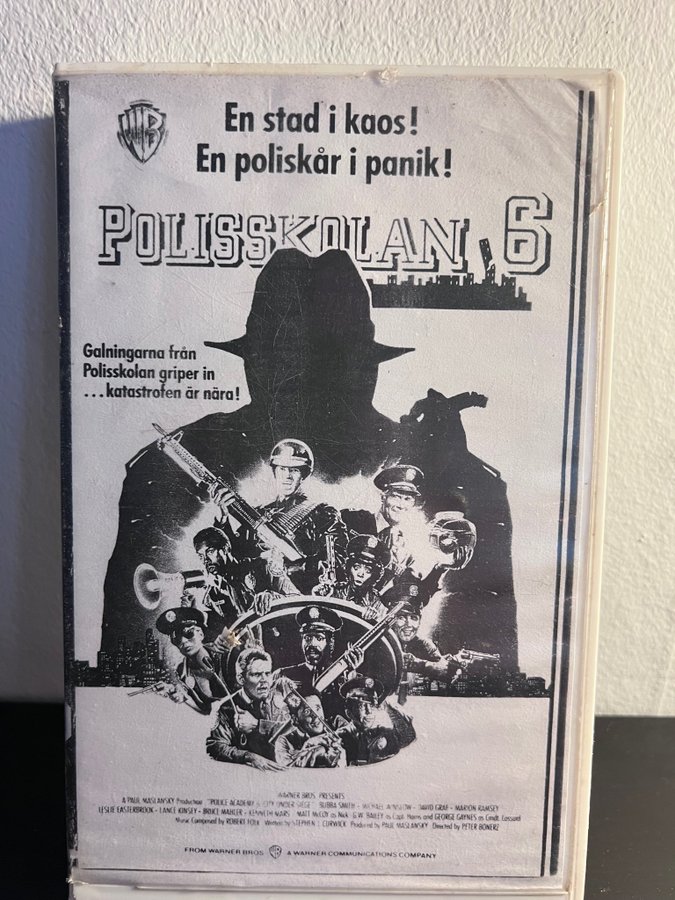 WB
En stad i kaos!
En poliskår i panik!
POLISSKOLAN 6
Galningarna från
Polisskolan griper in
...katastrofen är nära!
WARNER BROS. PRESENTS
A PAUL MASLANSKY Production "POLICE ACADEMY 6: CITY UNDER SIEGE" BUBBA SMITH · MICHAEL WINSLOW · DAVID GRAF · MARION RAMSEY
LESLIE EASTERBROOK · LANCE KINSEY · BRUCE MAHLER · KENNETH MARS MATT McCOY as Nick G.W. BAILEY as Capt. Harris and GEORGE GAYNES as Cmdt. Lassard
Music Composed by ROBERT FOLK Written by STEPHEN J. CURWICK Produced by PAUL MASLANSKY Directed by PETER BONERZ
FROM WARNER BROS WB A WARNER COMMUNICATIONS COMPANY